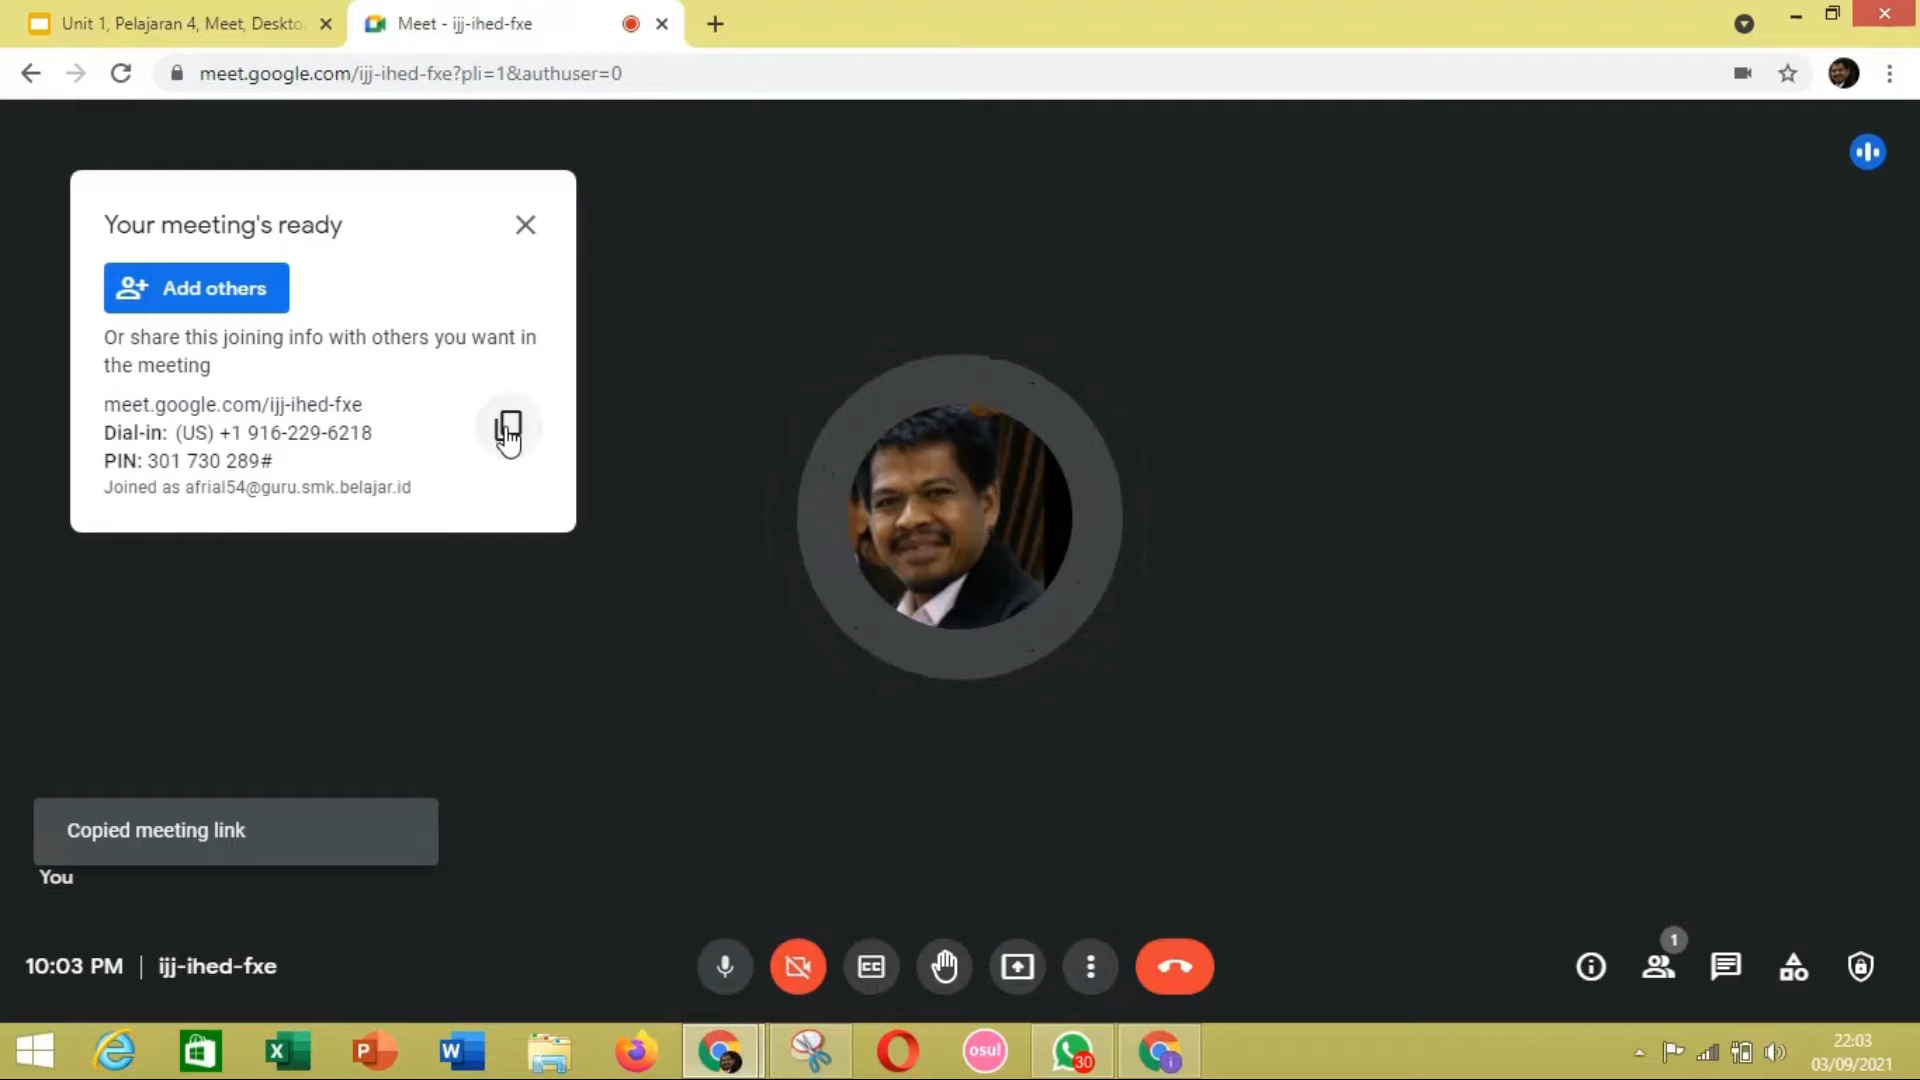 Unit 1, Pelajaran 4, Meet, Deskto
Meet - ijj-ihed-fxe
meet.google.com/ijj-ihed-fxe?pli=1&authuser=0
Your meeting's ready
Add others
Or share this joining info with others you want in
the meeting
meet.google.com/ijj-ihed-fxe
Dial-in: (US) +1 916-229-6218
PIN: 301 730 289#
Joined as afrial54@guru.smk.belajar.id
Copied meeting link
You
10:03 PM | ijj-ihed-fxe
1
CC
osu!
30
22:03
03/09/2021